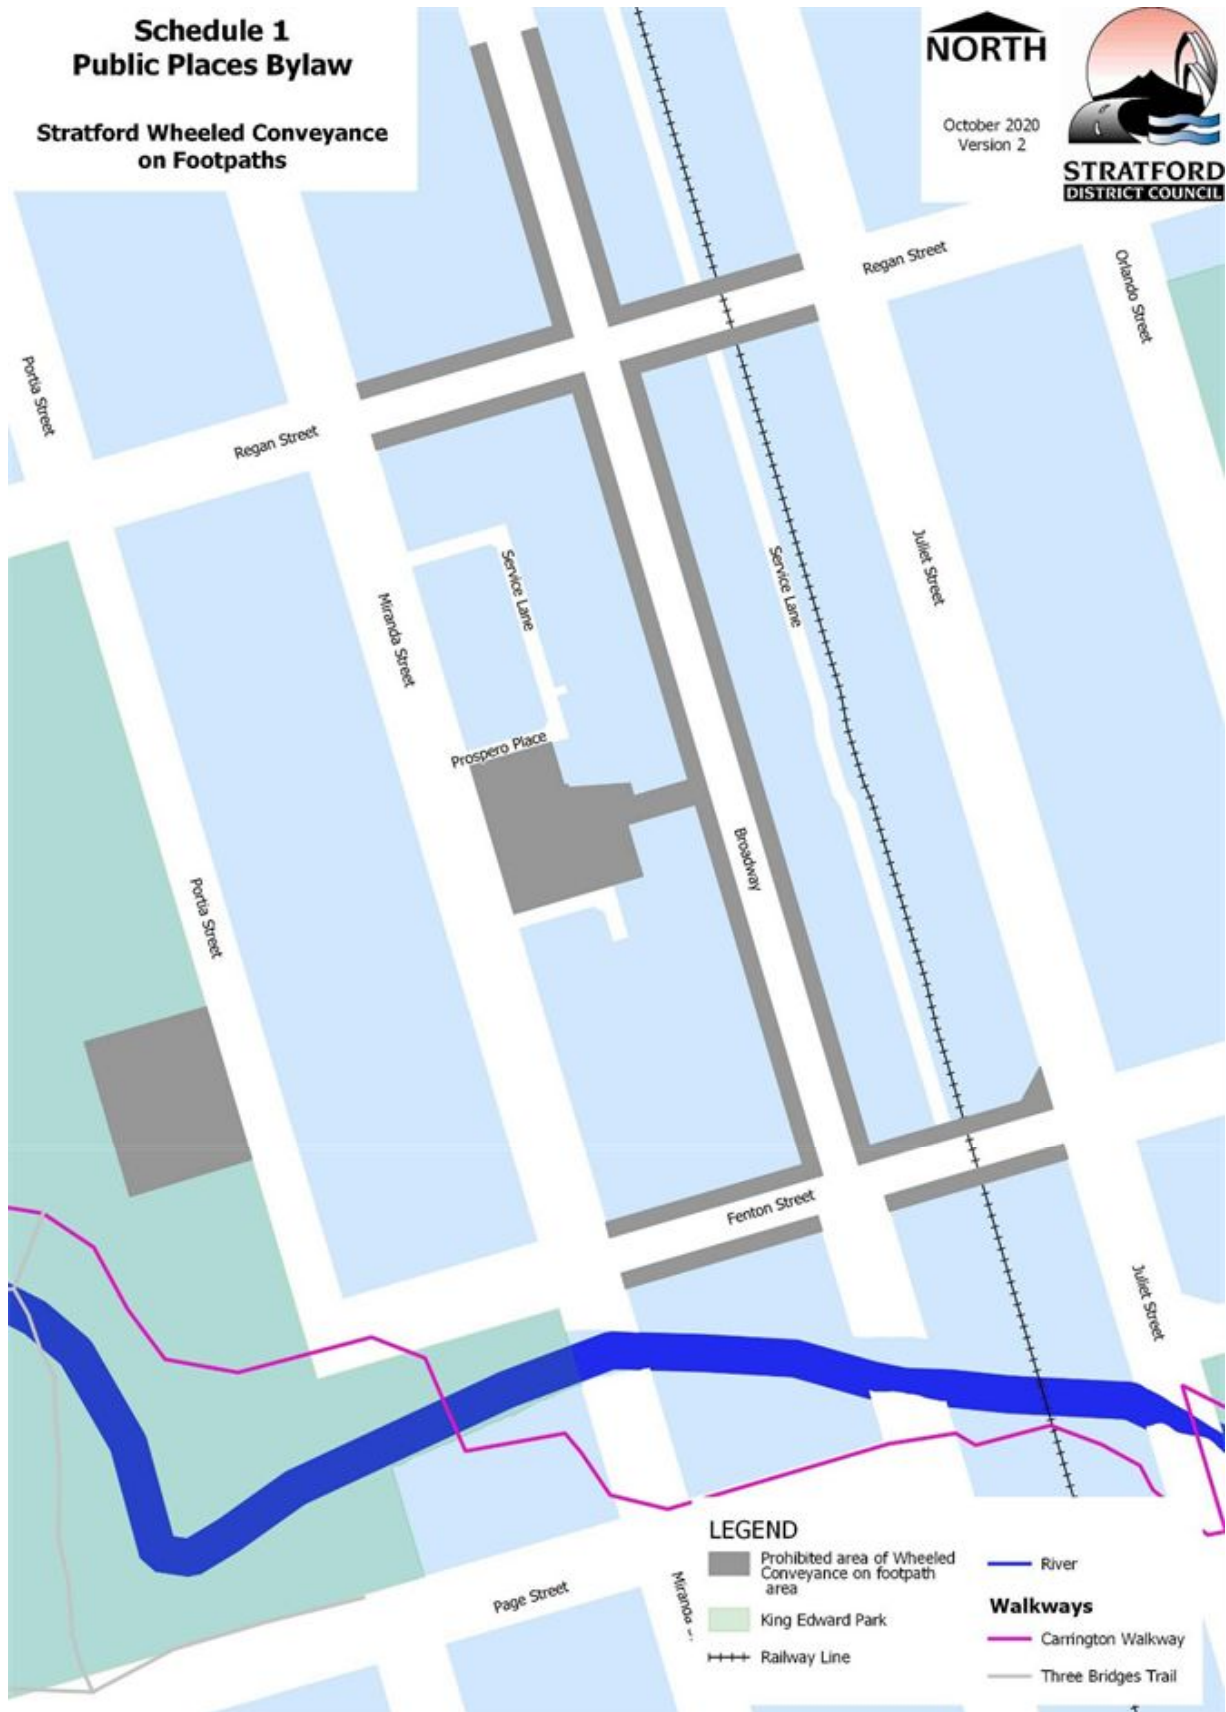 Schedule 1
Public Places Bylaw
Stratford Wheeled Conveyance
on Footpaths
NORTH
October 2020
Version 2
STRATFORD
DISTRICT COUNCIL
Regan Street
Orlando Street
Portia Street
Regan Street
Service Lane
Service Lane
Juliet Street
Miranda Street
Prospero Place
Broadway
Portia Street
Fenton Street
Juliet Street
Page Street
LEGEND
Prohibited area of Wheeled
Conveyance on footpath
area
King Edward Park
Railway Line
River
Walkways
Carrington Walkway
Three Bridges Trail
Miranda